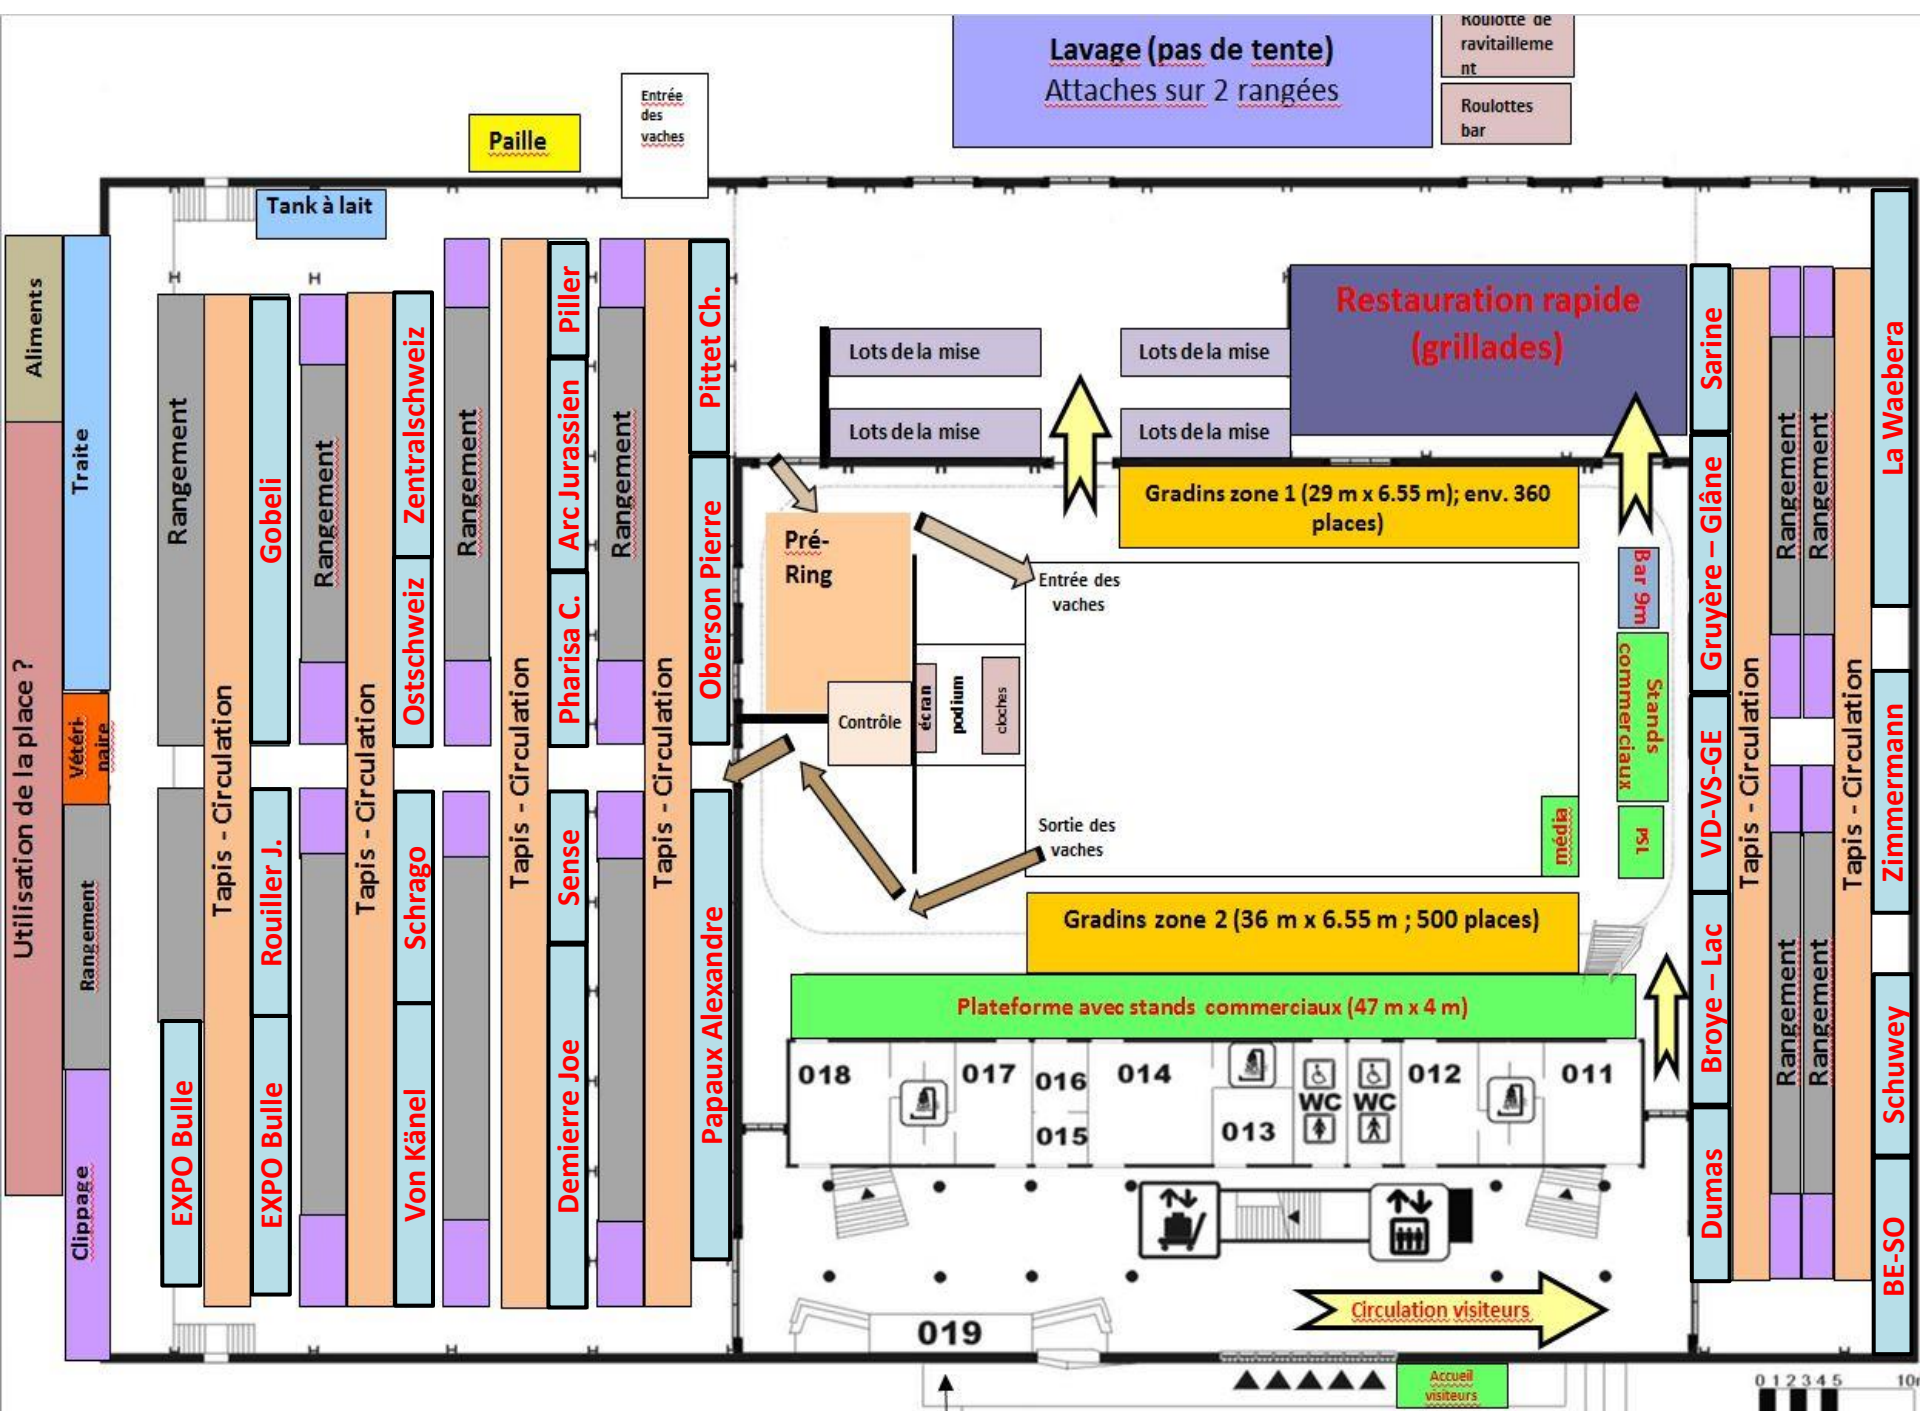 Lavage (pas de tente)
Attaches sur 2 rangées
Roulotte de
ravitailleme
nt
Roulottes
bar
Entrée
des
vaches
Paille
Tank à lait
Aliments
Utilisation de la place ?
Traite
Vétéri-
naire
Rangement
Clippage
Rangement
EXPO Bulle
Tapis - Circulation
Gobeli
Rouiller J.
EXPO Bulle
Rangement
Tapis - Circulation
Zentralschweiz
Ostschweiz
Schrago
Von Känel
Rangement
Tapis - Circulation
Piller
Arc Jurassien
Pharisa C.
Sense
Demierre Joe
Rangement
Tapis - Circulation
Pittet Ch.
Oberson Pierre
Papaux Alexandre
Lots de la mise
Lots de la mise
Lots de la mise
Lots de la mise
Restauration rapide
(grillades)
Gradins zone 1 (29 m x 6.55 m); env. 360
places)
Pré-
Ring
Entrée des
vaches
Contrôle
écran
podium
cloches
Sortie des
vaches
Bar 9m
Stands
commerciaux
média
PSL
Gradins zone 2 (36 m x 6.55 m ; 500 places)
Plateforme avec stands commerciaux (47 m x 4 m)
018
017
016
015
014
013
WC
WC
012
011
019
Circulation visiteurs
Accueil
visiteurs
Sarine
Gruyère – Glâne
VD-VS-GE
Broye – Lac
Dumas
Tapis - Circulation
Rangement
Rangement
Rangement
Rangement
Tapis - Circulation
La Waebera
Zimmermann
Schuwey
BE-SO
0 1 2 3 4 5